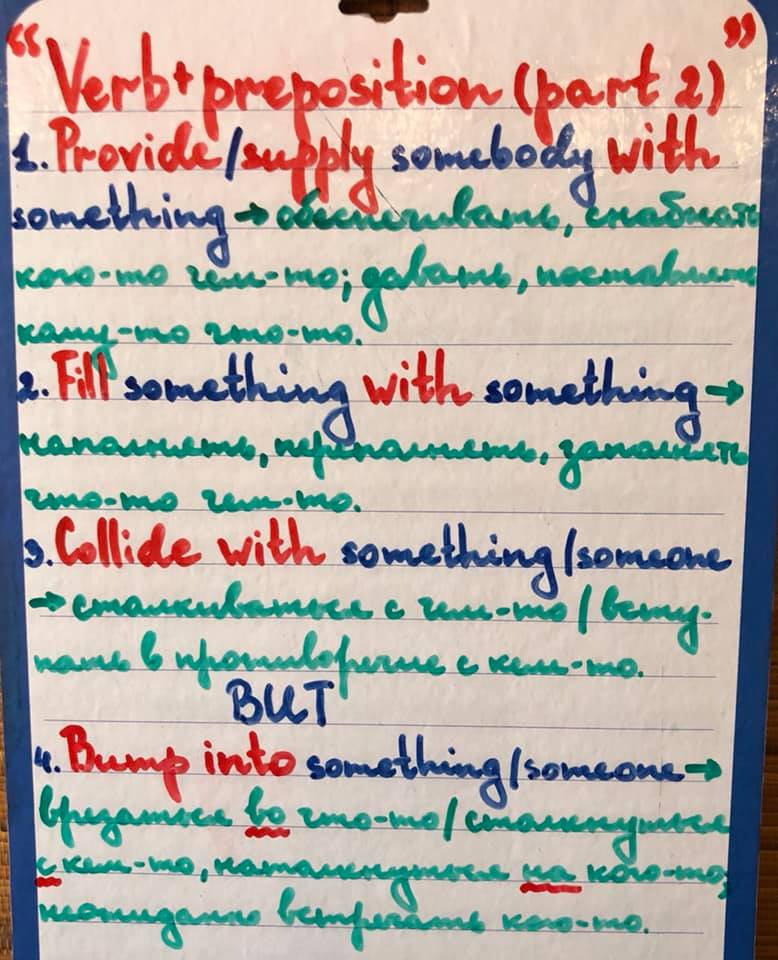 “Verb + preposition (part 2)”
1. Provide/supply somebody with
something → обеспечивать, снабжать
кого-то чем-то; давать, поставлять
кому-то что-то.
2. Fill something with something →
наполнять, переполнять, заполнять
что-то чем-то.
3. Collide with something/someone
→ сталкиваться с чем-то / всту-
пать в противоречие с кем-то.
BUT
4. Bump into something/someone →
врезаться во что-то / столкнуться
с кем-то, натолкнуться на кого-то;
неожиданно встречать кого-то.